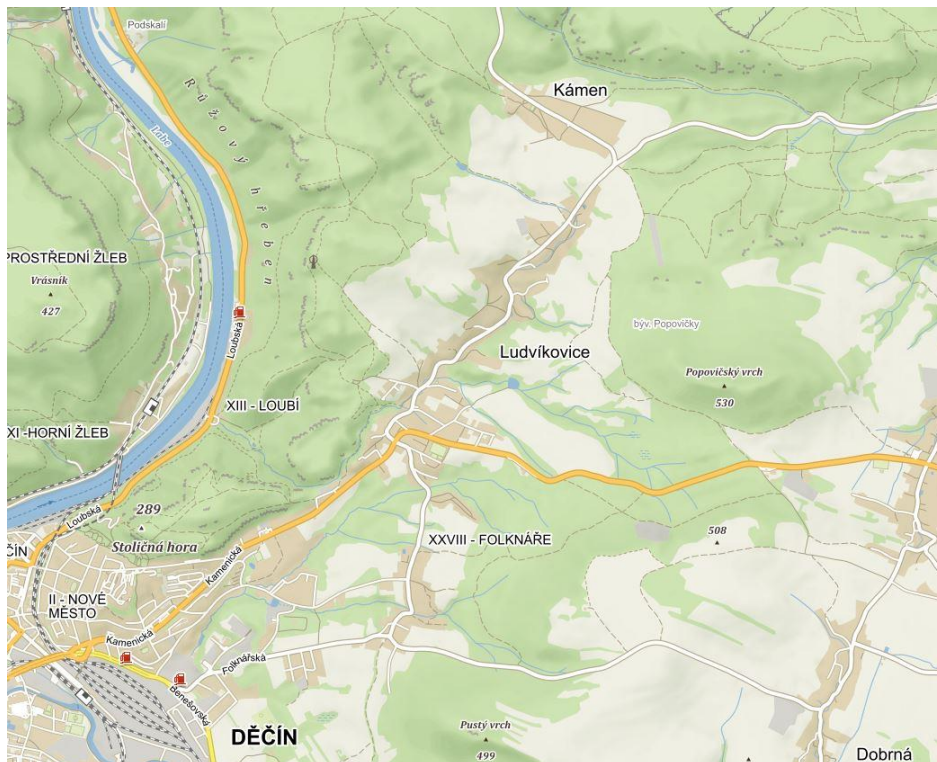 Podskalí
Růžový hřeben
Kámen
Labe
PROSTŘEDNÍ ŽLEB
Vrásník
427
Loubská
býv. Popovičky
Ludvíkovice
Popovičský vrch
530
XIII - LOUBÍ
XI -HORNÍ ŽLEB
289
Loubská
Stoličná hora
508
XXVIII - FOLKNÁŘE
ČÍN
Kamenická
II - NOVÉ
MĚSTO
Kamenická
Folknářská
Benešovská
DĚČÍN
Pustý vrch
499
Dobrná